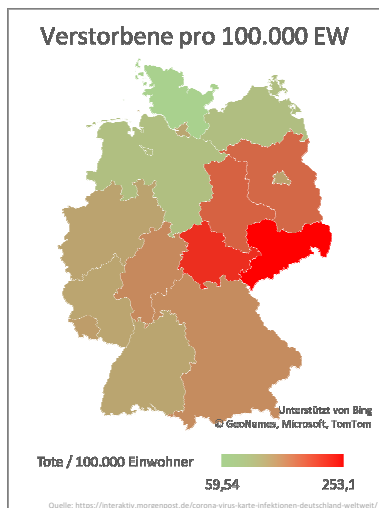 Verstorbene pro 100.000 EW
Unterstützt von Bing
© GeoNames, Microsoft, TomTom
Tote / 100.000 Einwohner
59,54
253,1
Quelle: https://interaktiv.morgenpost.de/corona-virus-karte-infektionen-deutschland-weltweit/